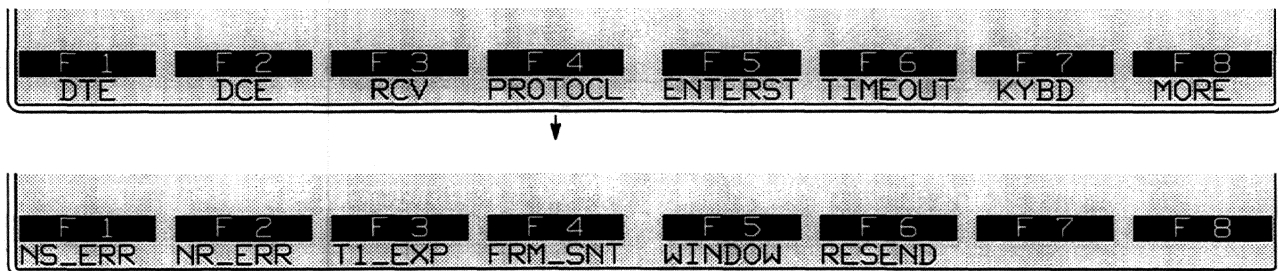 F 1 F 2 F 3 F 4 F 5 F 6 F 7 F 8
DTE DCE RCV PROTOCL ENTERST TIMEOUT KYBD MORE
F 1 F 2 F 3 F 4 F 5 F 6 F 7 F 8
NS_ERR NR_ERR T1_EXP FRM_SNT WINDOW RESEND